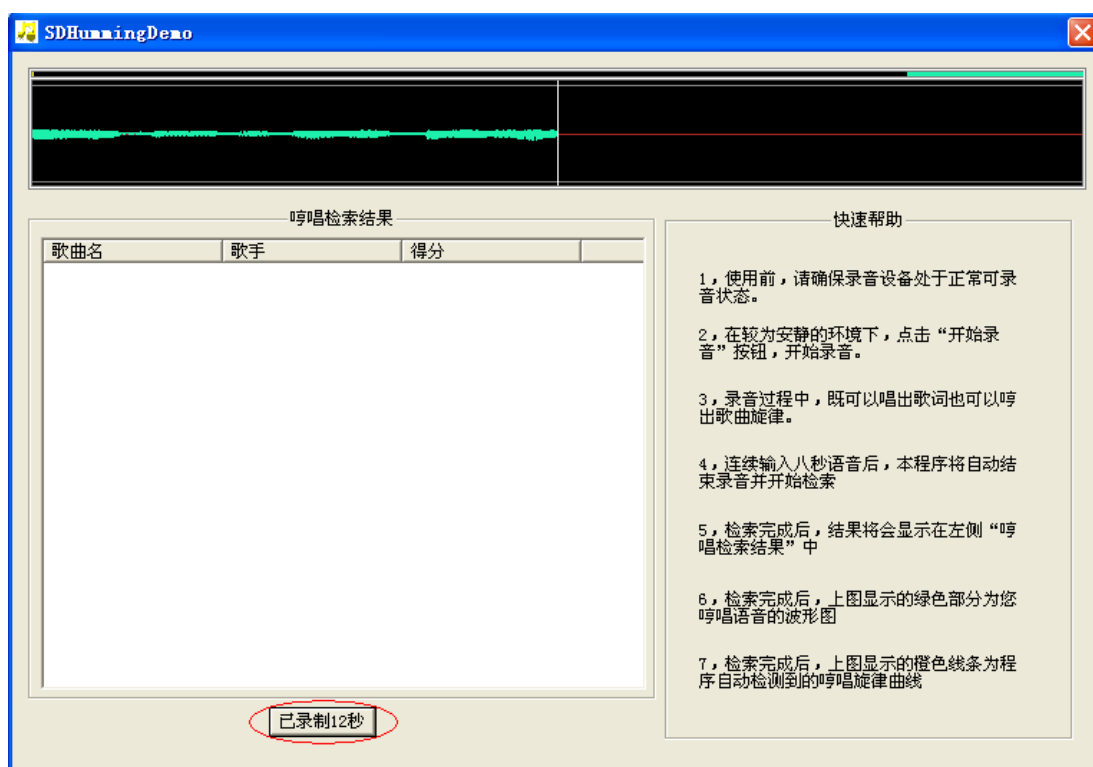 SDHummingDemo
哼唱检索结果
快速帮助
歌曲名 歌手 得分
1，使用前，请确保录音设备处于正常可录
音状态。
2，在较为安静的环境下，点击“开始录
音”按钮，开始录音。
3，录音过程中，既可以唱出歌词也可以哼
出歌曲旋律。
4，连续输入八秒语音后，本程序将自动结
束录音并开始检索
5，检索完成后，结果将会显示在左侧“哼
唱检索结果”中
6，检索完成后，上图显示的绿色部分为您
哼唱语音的波形图
7，检索完成后，上图显示的橙色线条为程
序自动检测到的哼唱旋律曲线
已录制12秒